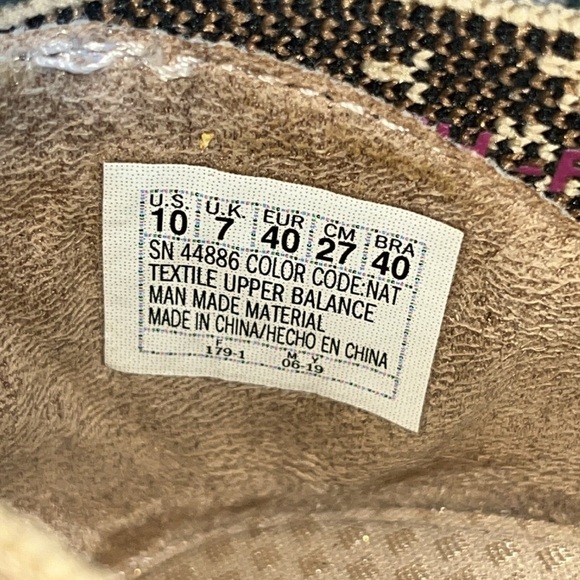 U.S. U.K. EUR CM BRA
10 7 40 27 40
SN 44886 COLOR CODE:NAT
TEXTILE UPPER BALANCE
MAN MADE MATERIAL
MADE IN CHINA/HECHO EN CHINA
F M Y
179-1 06-19